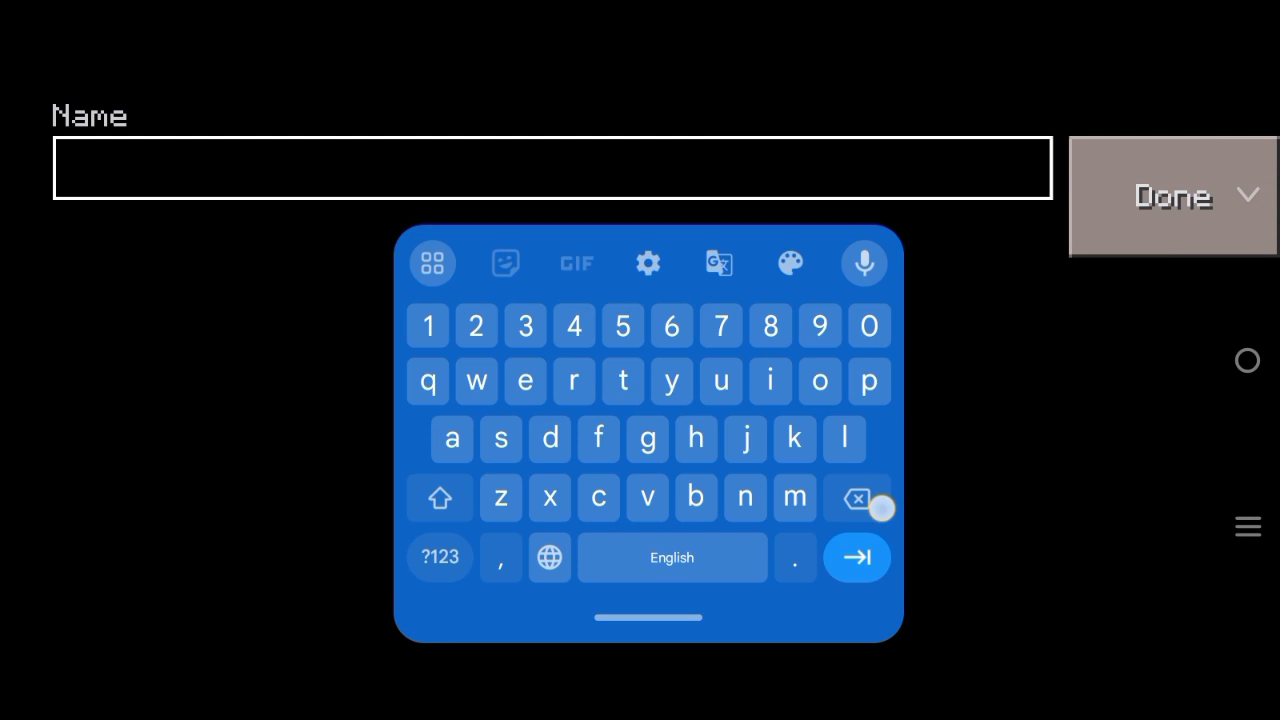 Name
Done
GIF
1 2 3 4 5 6 7 8 9 0
q w e r t y u i o p
a s d f g h j k l
z x c v b n m
?123 , English .